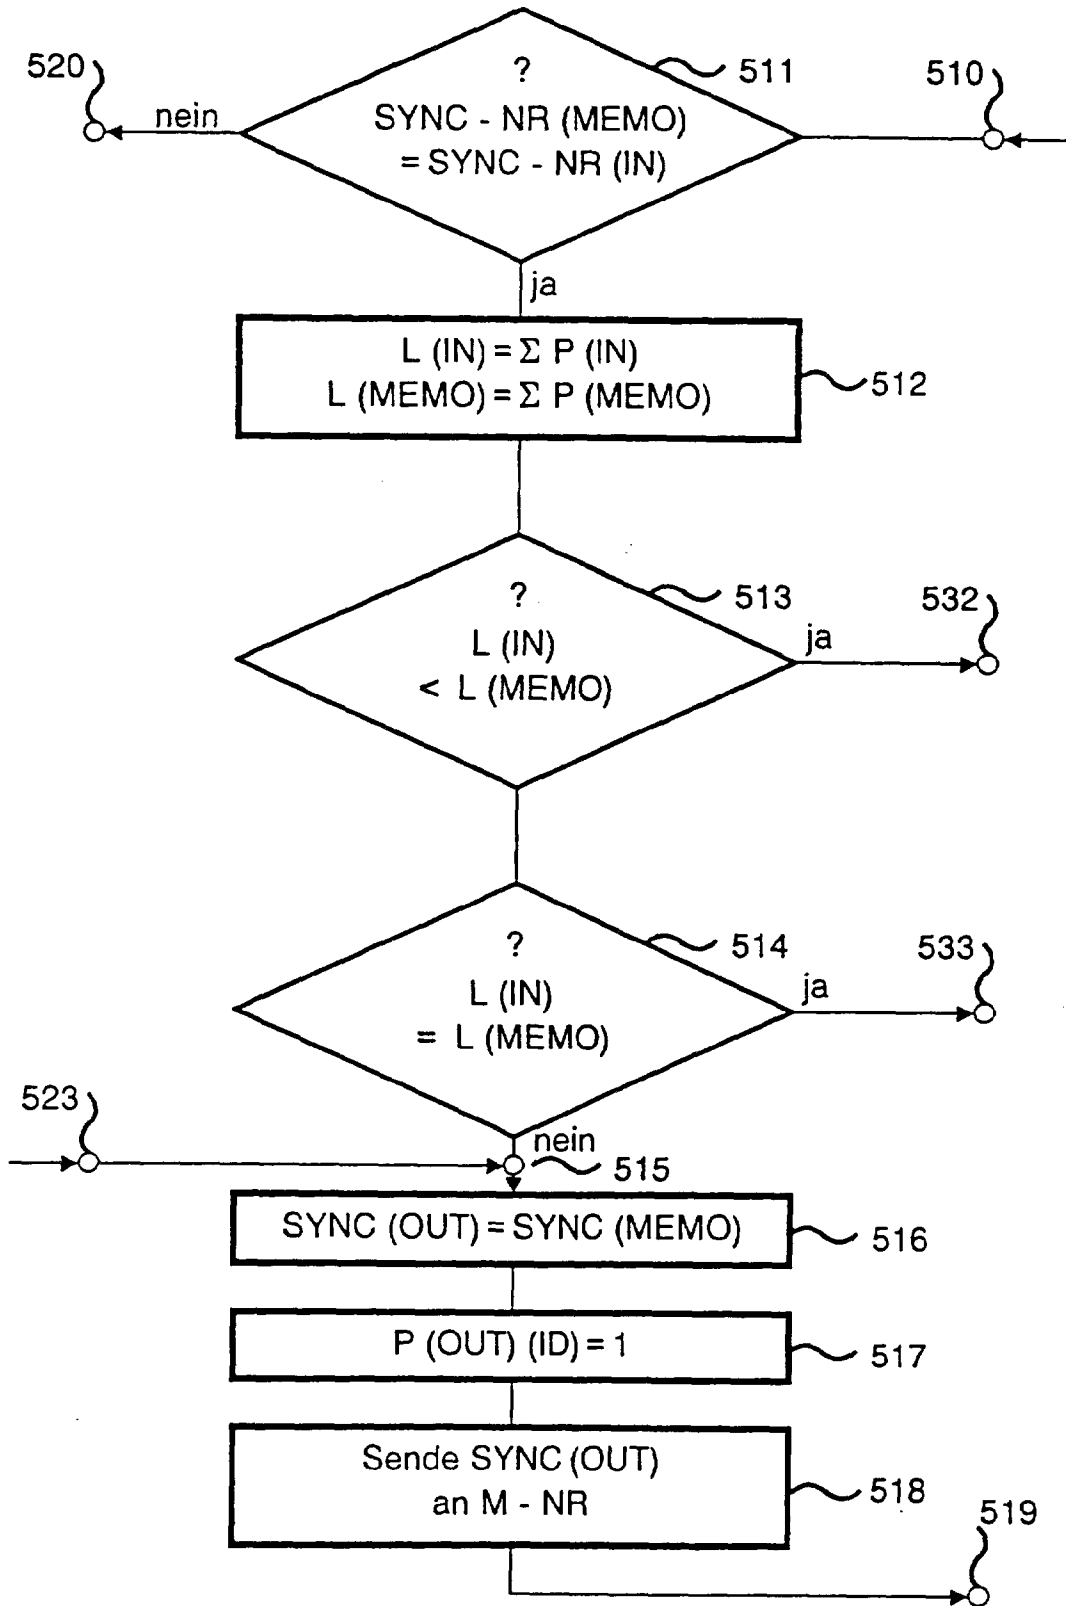 520
nein
?
SYNC - NR (MEMO)
= SYNC - NR (IN)
511
510
ja
L (IN) = Σ P (IN)
L (MEMO) = Σ P (MEMO)
512
?
L (IN)
< L (MEMO)
513
ja
532
?
L (IN)
= L (MEMO)
514
ja
533
523
nein
515
SYNC (OUT) = SYNC (MEMO)
516
P (OUT) (ID) = 1
517
Sende SYNC (OUT)
an M - NR
518
519